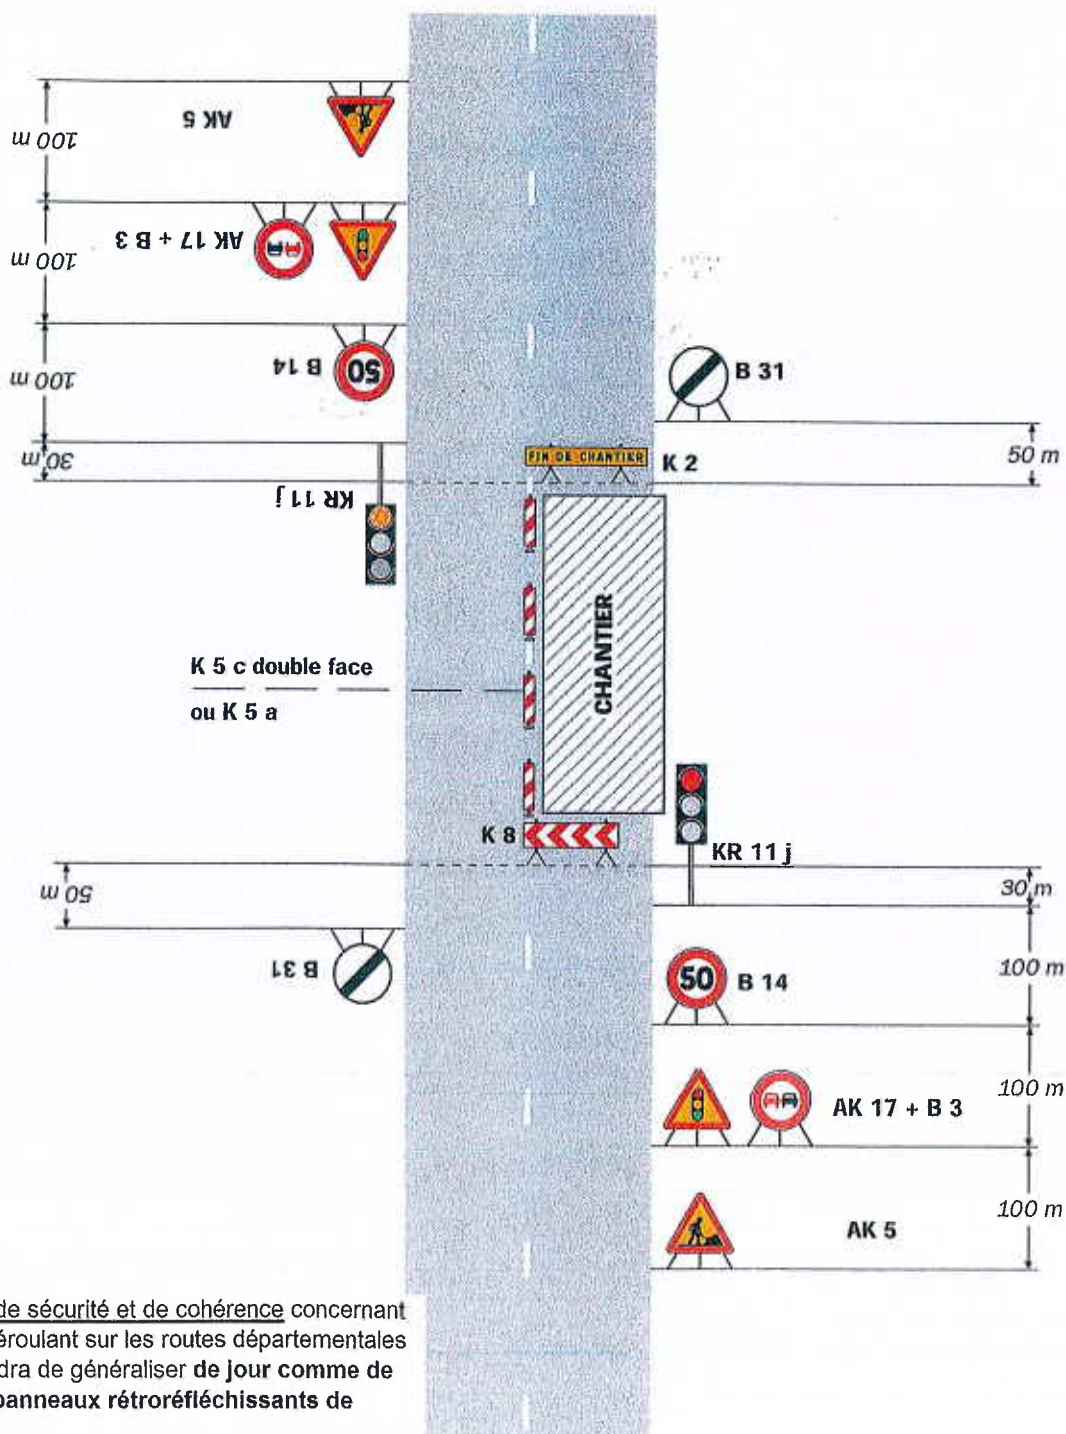 AK 5
100 m
AK 17 + B 3
100 m
50
B 14
100 m
B 31
30 m
FIN DE CHANTIER
K 2
50 m
KR 11 j
CHANTIER
K 5 c double face
ou K 5 a
K 8
KR 11 j
50 m
30 m
B 31
50
B 14
100 m
AK 17 + B 3
100 m
AK 5
100 m
de sécurité et de cohérence concernant
éroulant sur les routes départementales
dra de généraliser de jour comme de
panneaux rétroréfléchissants de